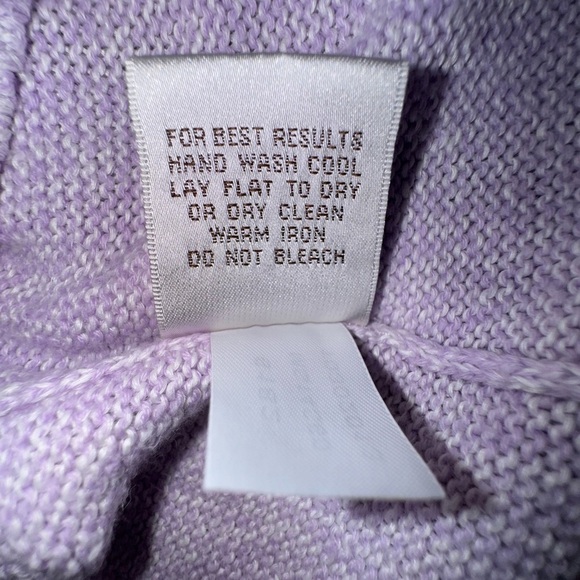 FOR BEST RESULTS
HAND WASH COOL
LAY FLAT TO DRY
OR DRY CLEAN
WARM IRON
DO NOT BLEACH